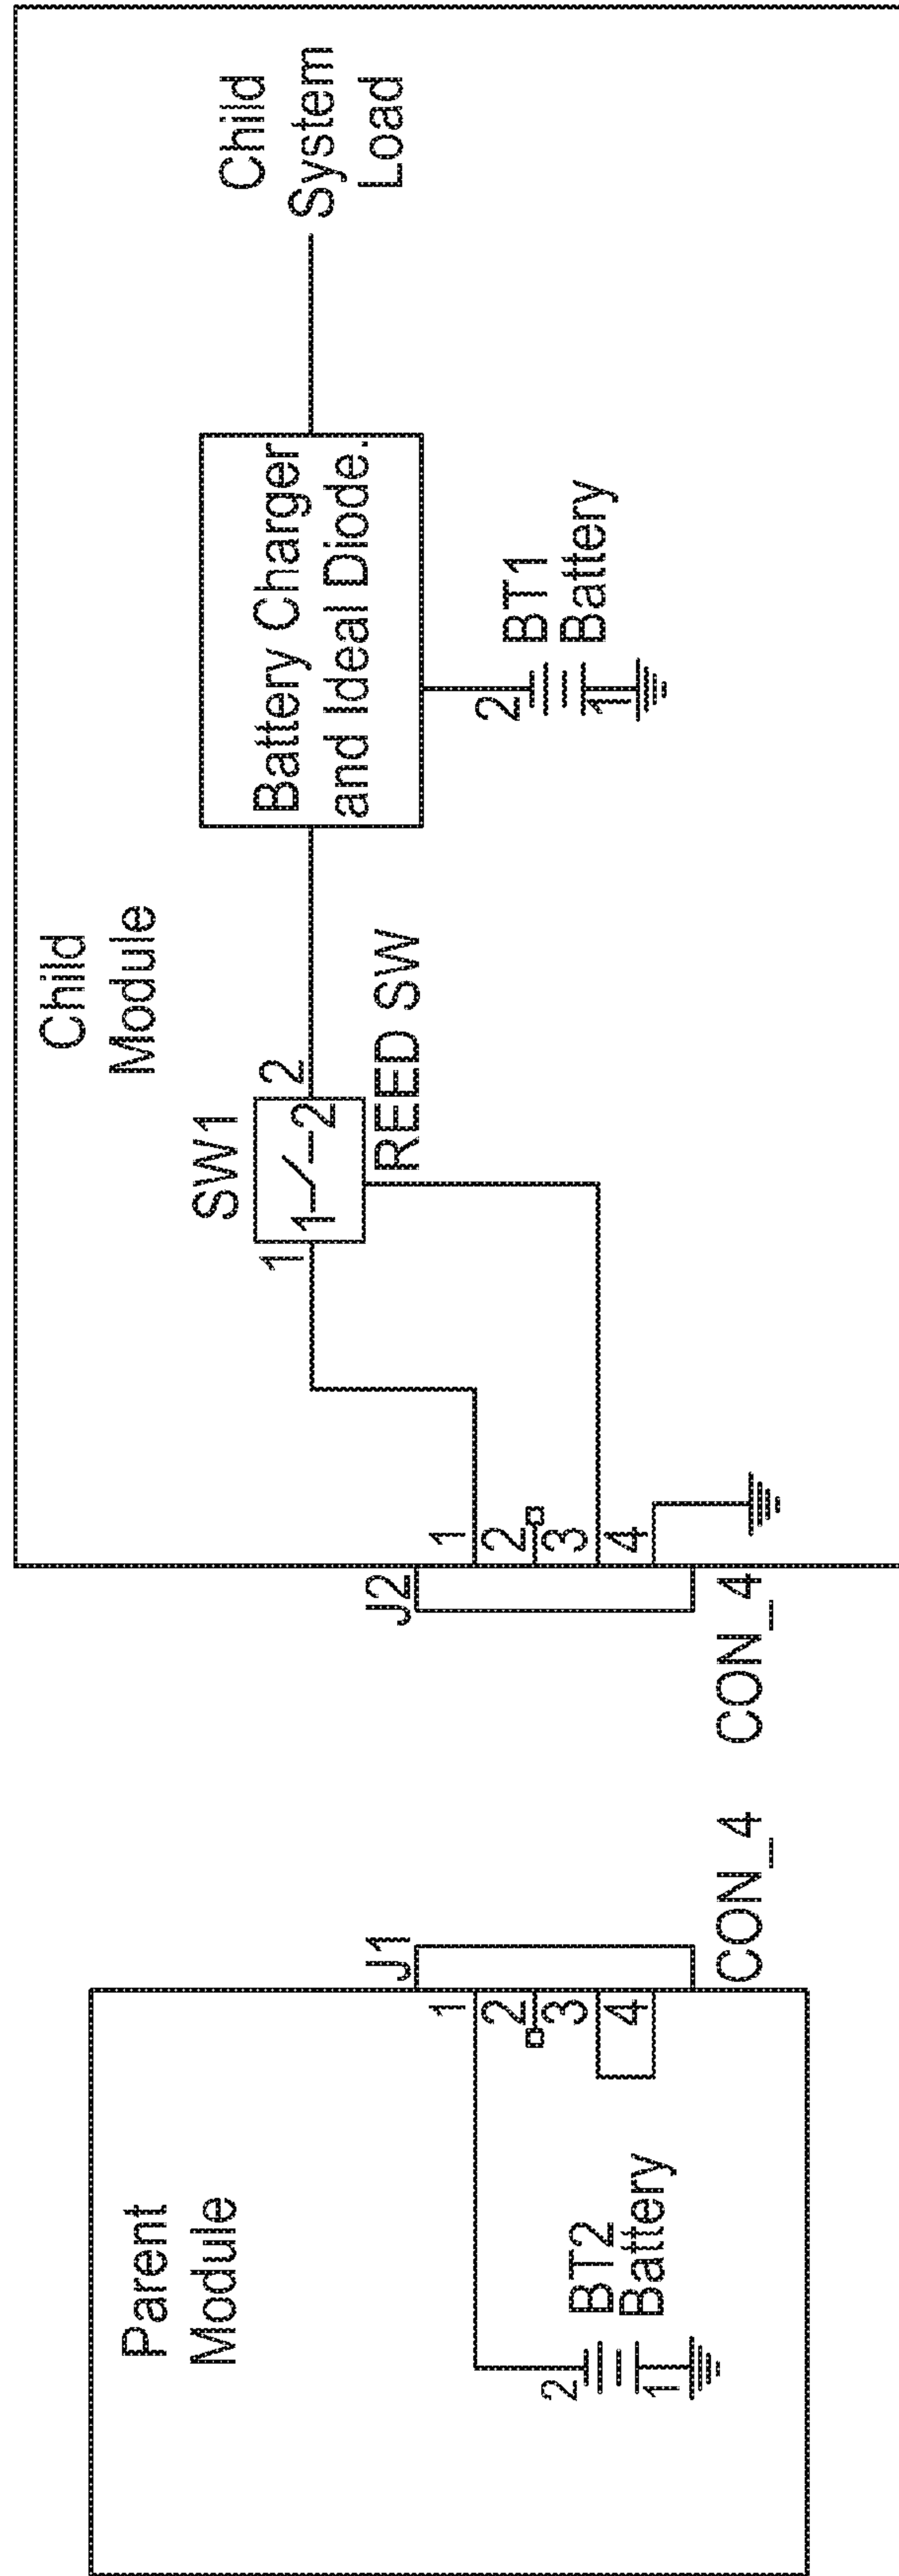 Parent
Module
BT2
Battery
2
1
J1
1
2
3
4
CON_4
J2
1
2
3
4
CON_4
Child
Module
SW1
1
2
1
2
REED SW
Battery Charger
and Ideal Diode.
2
1
BT1
Battery
Child
System
Load